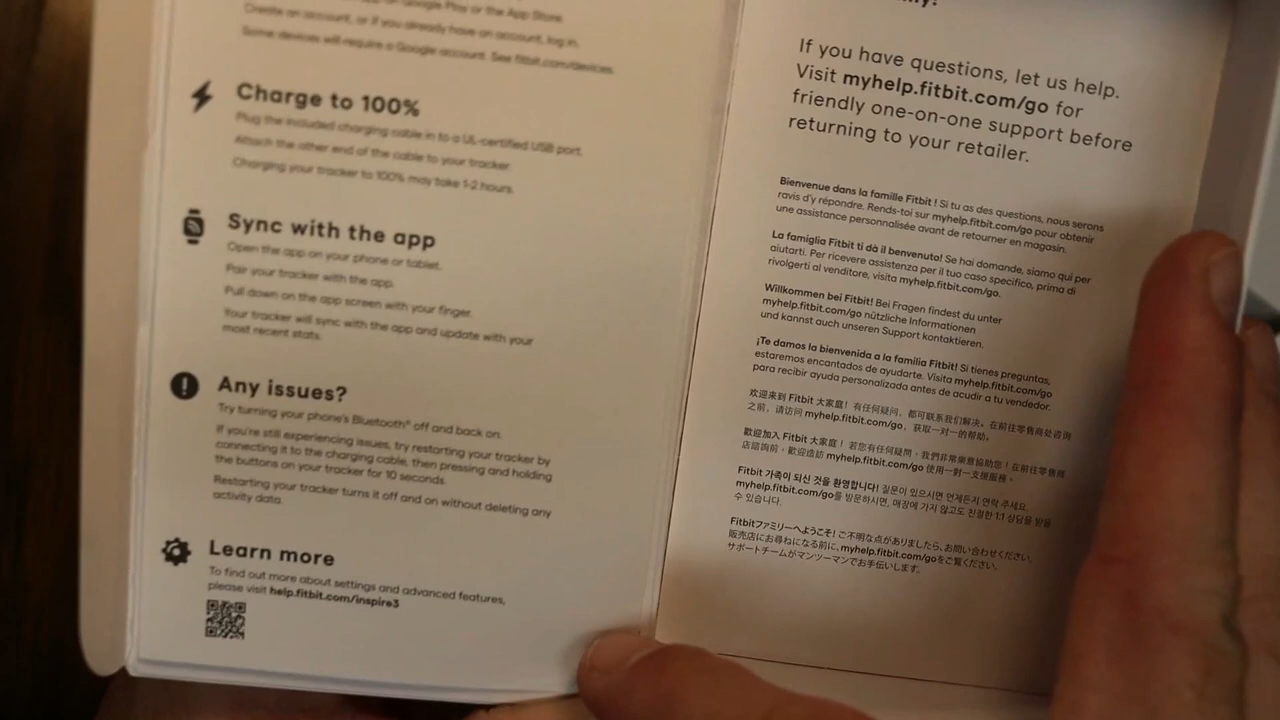 Google Play or the App Store.
Create an account, or if you already have an account, log in.
Some devices will require a Google account. See fitbit.com/devices.
Charge to 100%
Plug the included charging cable in to a UL-certified USB port.
Attach the other end of the cable to your tracker.
Charging your tracker to 100% may take 1-2 hours.
Sync with the app
Open the app on your phone or tablet.
Pair your tracker with the app.
Pull down on the app screen with your finger.
Your tracker will sync with the app and update with your
most recent stats.
Any issues?
Try turning your phone's Bluetooth® off and back on.
If you're still experiencing issues, try restarting your tracker by
connecting it to the charging cable, then pressing and holding
the buttons on your tracker for 10 seconds.
Restarting your tracker turns it off and on without deleting any
activity data.
Learn more
To find out more about settings and advanced features,
please visit help.fitbit.com/inspire3
If you have questions, let us help.
Visit myhelp.fitbit.com/go for
friendly one-on-one support before
returning to your retailer.
Bienvenue dans la famille Fitbit ! Si tu as des questions, nous serons
ravis d'y répondre. Rends-toi sur myhelp.fitbit.com/go pour obtenir
une assistance personnalisée avant de retourner en magasin.
La famiglia Fitbit ti dà il benvenuto! Se hai domande, siamo qui per
aiutarti. Per ricevere assistenza per il tuo caso specifico, prima di
rivolgerti al venditore, visita myhelp.fitbit.com/go.
Willkommen bei Fitbit! Bei Fragen findest du unter
myhelp.fitbit.com/go nützliche Informationen
und kannst auch unseren Support kontaktieren.
¡Te damos la bienvenida a la familia Fitbit! Si tienes preguntas,
estaremos encantados de ayudarte. Visita myhelp.fitbit.com/go
para recibir ayuda personalizada antes de acudir a tu vendedor.
欢迎来到 Fitbit 大家庭！有任何疑问，都可联系我们解决。在前往零售商处咨询
之前，请访问 myhelp.fitbit.com/go，获取一对一的帮助。
歡迎加入 Fitbit 大家庭！若您有任何疑問，我們非常樂意協助您！在前往零售商
店諮詢前，歡迎造訪 myhelp.fitbit.com/go 使用一對一支援服務。
Fitbit 가족이 되신 것을 환영합니다! 질문이 있으시면 언제든지 연락 주세요.
myhelp.fitbit.com/go를 방문하시면, 매장에 가지 않고도 친절한 1:1 상담을 받을
수 있습니다.
Fitbitファミリーへようこそ！ご不明な点がありましたら、お問い合わせください。
販売店にお尋ねになる前に、myhelp.fitbit.com/goをご覧ください。
サポートチームがマンツーマンでお手伝いします。